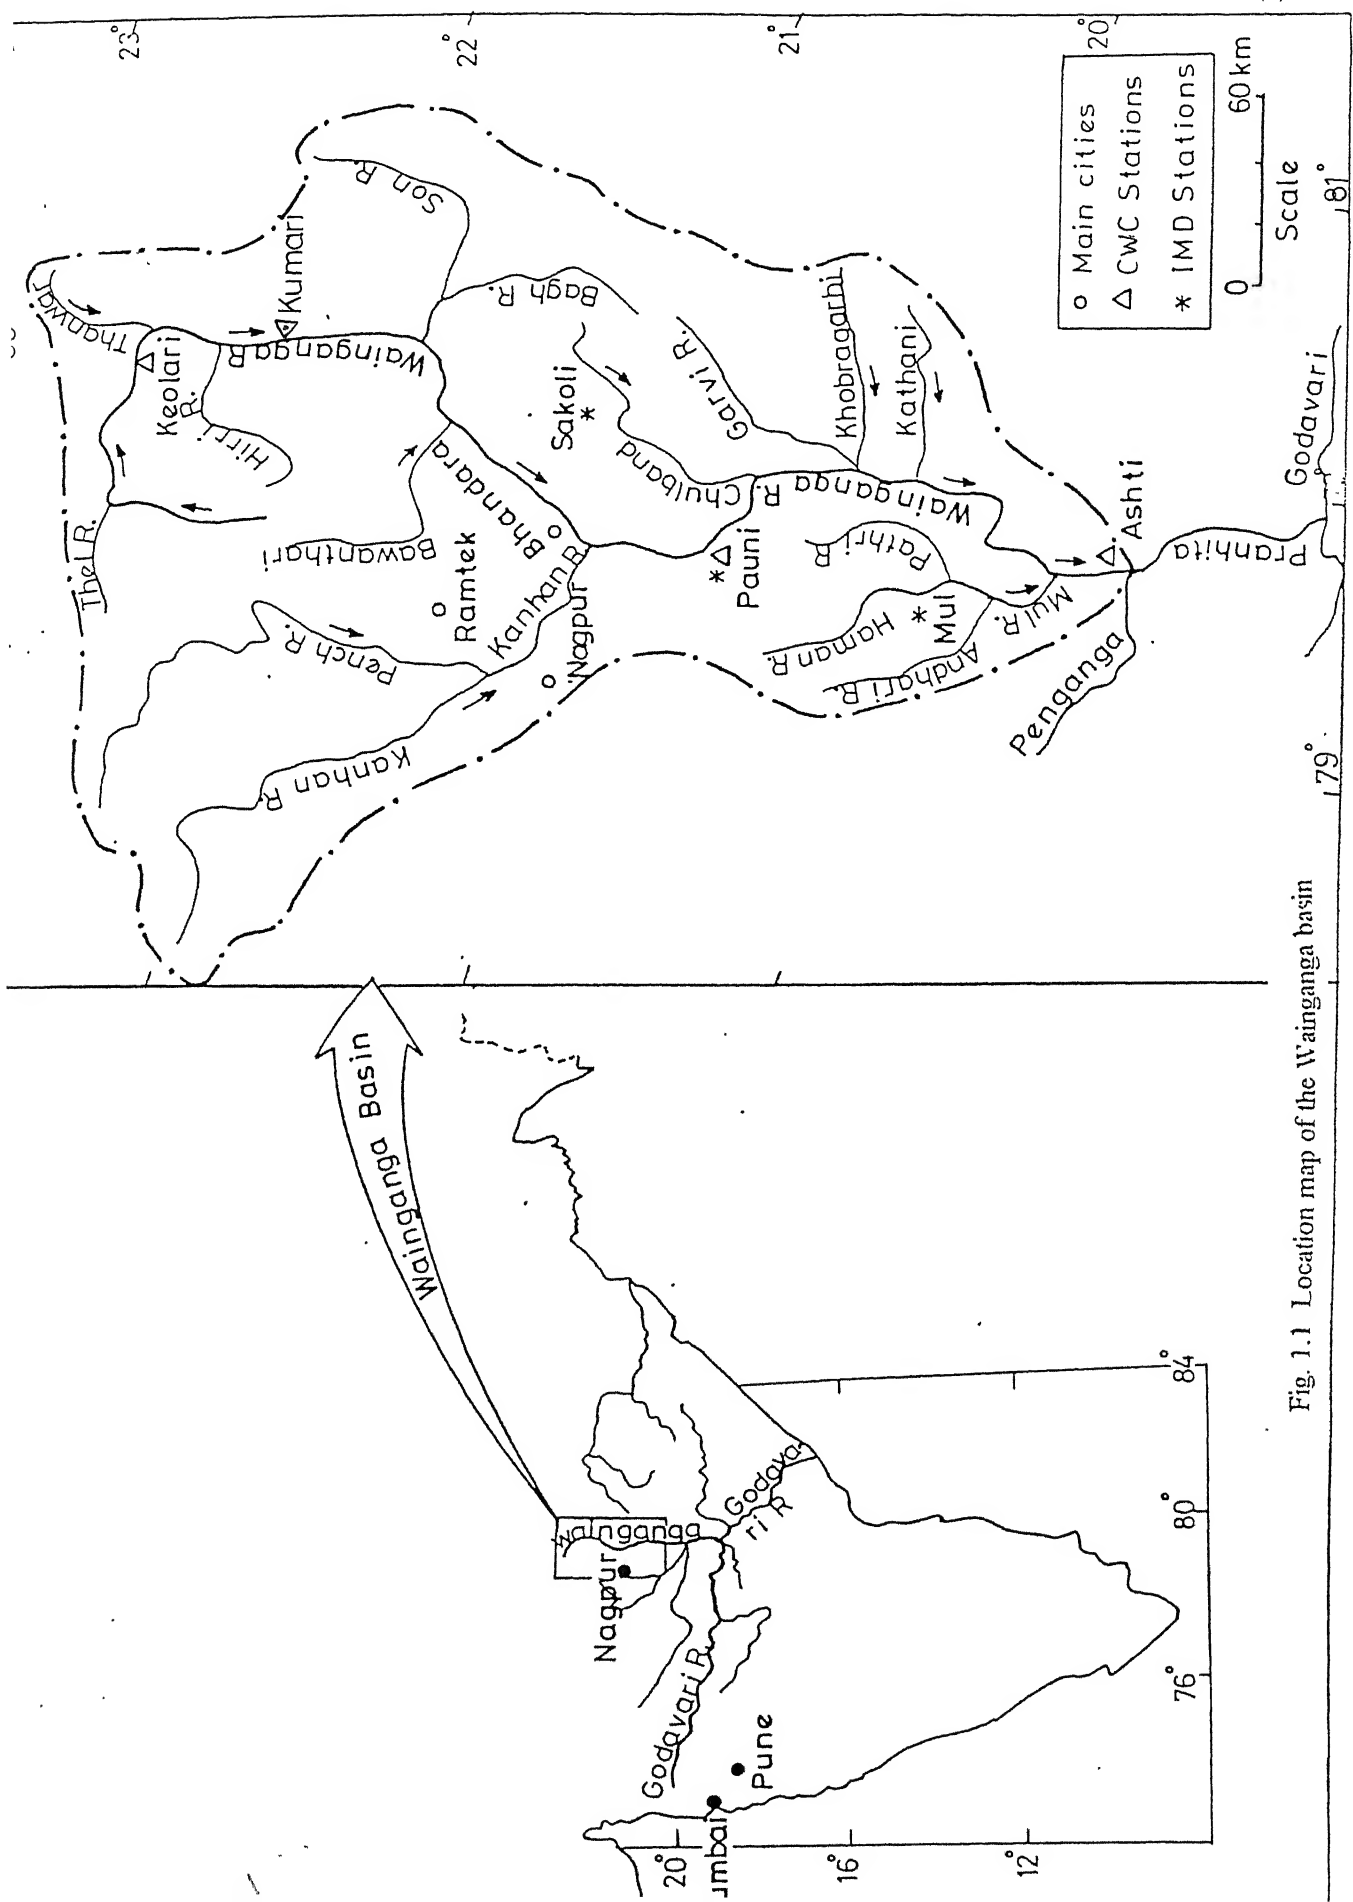 23°
22°
21°
20°
Thanwar
Thel R.
Keolari
Hirri R.
Kumari
Wainganga R
Son R.
Bagh R.
Bawanthari
Bhandara
Ramtek
Pench R.
Kanhan R.
Kanhan R.
Nagpur
Bhandara
Sakoli
Chulband R.
Garvi R.
Pauni
Wainganga
Khobragarhi
Kathani
Pathri R
Haman R.
Mul
Andhari R.
Mul R.
Ashti
Penganga
Pranhita
Godavari
o Main cities
△ CWC Stations
* IMD Stations
0 60 km
Scale
79°
81°
Wainganga Basin
Wainganga
Nagpur
Godavari R
Godavari R
umbai
Pune
20°
16°
12°
76°
80°
84°
Fig. 1.1 Location map of the Wainganga basin